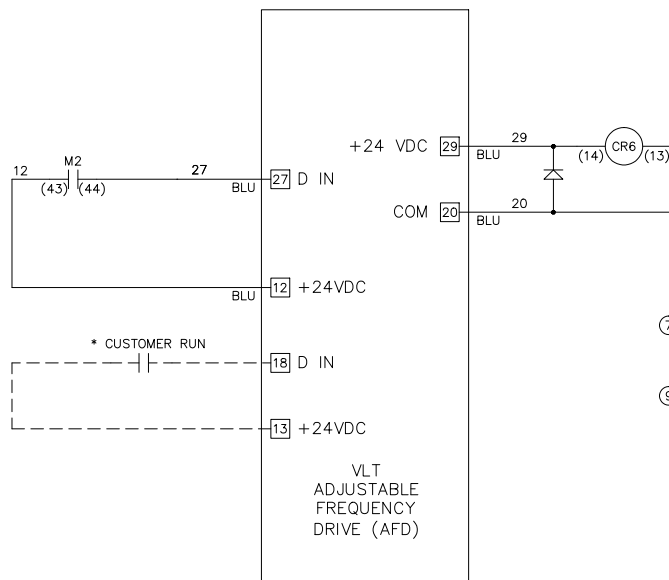 +24 VDC 29
BLU
29
(14) CR6 (13)
12
M2
(43) (44)
27
BLU
27 D IN
COM 20
BLU
20
BLU
12 +24VDC
* CUSTOMER RUN
18 D IN
13 +24VDC
VLT
ADJUSTABLE
FREQUENCY
DRIVE (AFD)